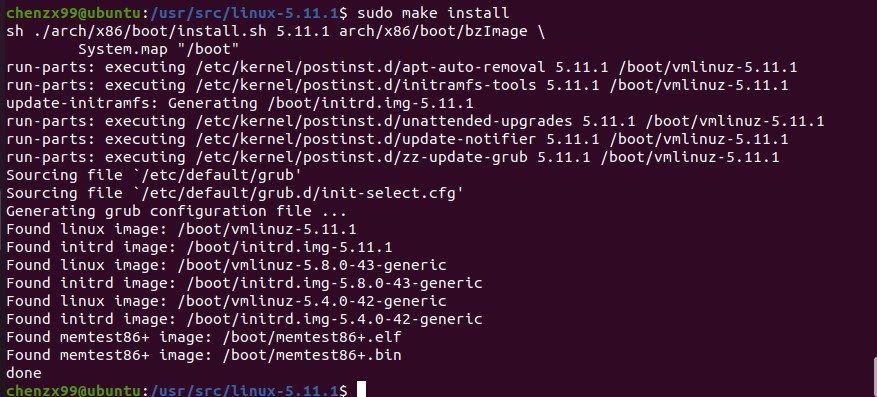 chenzx99@ubuntu:/usr/src/linux-5.11.1$ sudo make install
sh ./arch/x86/boot/install.sh 5.11.1 arch/x86/boot/bzImage \
        System.map "/boot"
run-parts: executing /etc/kernel/postinst.d/apt-auto-removal 5.11.1 /boot/vmlinuz-5.11.1
run-parts: executing /etc/kernel/postinst.d/initramfs-tools 5.11.1 /boot/vmlinuz-5.11.1
update-initramfs: Generating /boot/initrd.img-5.11.1
run-parts: executing /etc/kernel/postinst.d/unattended-upgrades 5.11.1 /boot/vmlinuz-5.11.1
run-parts: executing /etc/kernel/postinst.d/update-notifier 5.11.1 /boot/vmlinuz-5.11.1
run-parts: executing /etc/kernel/postinst.d/zz-update-grub 5.11.1 /boot/vmlinuz-5.11.1
Sourcing file `/etc/default/grub'
Sourcing file `/etc/default/grub.d/init-select.cfg'
Generating grub configuration file ...
Found linux image: /boot/vmlinuz-5.11.1
Found initrd image: /boot/initrd.img-5.11.1
Found linux image: /boot/vmlinuz-5.8.0-43-generic
Found initrd image: /boot/initrd.img-5.8.0-43-generic
Found linux image: /boot/vmlinuz-5.4.0-42-generic
Found initrd image: /boot/initrd.img-5.4.0-42-generic
Found memtest86+ image: /boot/memtest86+.elf
Found memtest86+ image: /boot/memtest86+.bin
done
chenzx99@ubuntu:/usr/src/linux-5.11.1$